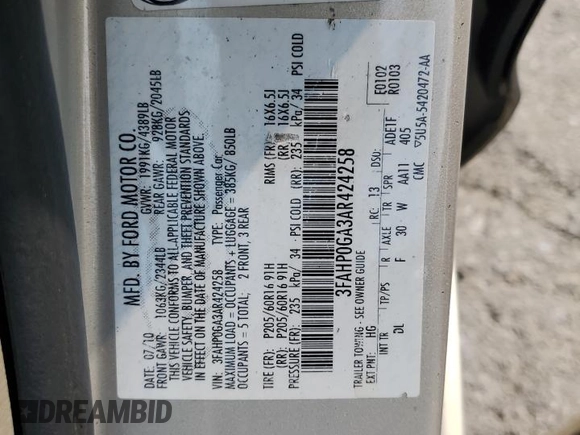 MFD. BY FORD MOTOR CO.
DATE: 07/10 GVWR: 1991KG/4389LB
FRONT GAWR: 1063KG/2344LB REAR GAWR: 928KG/2045LB
THIS VEHICLE CONFORMS TO ALL APPLICABLE FEDERAL MOTOR
VEHICLE SAFETY, BUMPER, AND THEFT PREVENTION STANDARDS
IN EFFECT ON THE DATE OF MANUFACTURE SHOWN ABOVE.
VIN: 3FAHP0GA3AR424258 TYPE: Passenger Car
MAXIMUM LOAD = OCCUPANTS + LUGGAGE = 385KG/850LB
OCCUPANTS = 5 TOTAL: 2 FRONT, 3 REAR
TIRE (FR): P205/60R16 91H RIMS (FR): 16X6.5J
(RR): P205/60R16 91H (RR): 16X6.5J
PRESSURE (FR): 235 kPa/ 34 PSI COLD (RR): 235 kPa/ 34 PSI COLD
3FAHP0GA3AR424258
TRAILER TOWING - SEE OWNER GUIDE
E0102
R0103
EXT PNT: HG RC: 13 DSO:
INT TR TP/PS R AXLE TR SPR ADETF
DL F 30 W AA11 405
CMC ▽5U5A-5420472-AA
DREAMBID